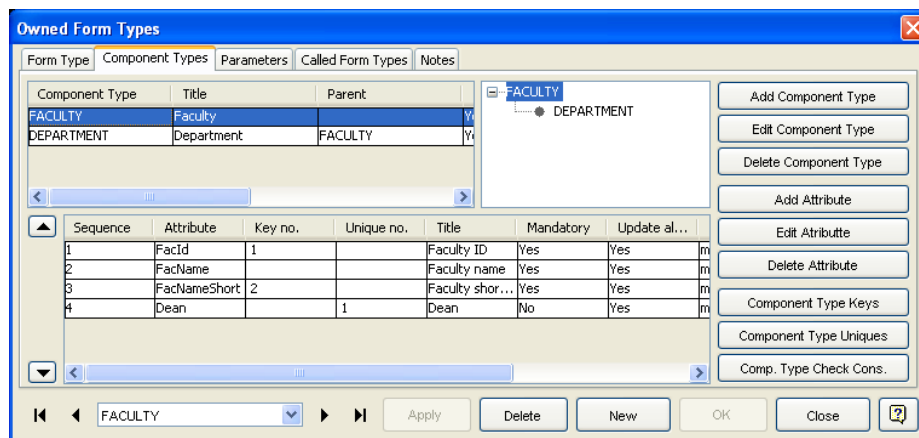 Owned Form Types
Form Type Component Types Parameters Called Form Types Notes
Component Type Title Parent
FACULTY Faculty Ye
DEPARTMENT Department FACULTY Ye
FACULTY
DEPARTMENT
Add Component Type
Edit Component Type
Delete Component Type
Add Attribute
Edit Atributte
Delete Attribute
Component Type Keys
Component Type Uniques
Comp. Type Check Cons.
Sequence Attribute Key no. Unique no. Title Mandatory Update al...
1 FacId 1 Faculty ID Yes Yes m
2 FacName Faculty name Yes Yes m
3 FacNameShort 2 Faculty shor... Yes Yes m
4 Dean 1 Dean No Yes m
FACULTY Apply Delete New OK Close ?